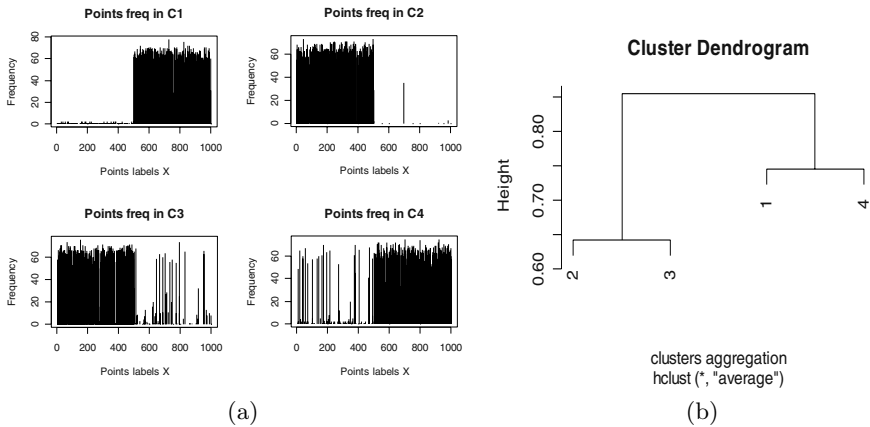 Points freq in C1
Frequency
0 20 40 60 80
0 200 400 600 800 1000
Points labels X
Points freq in C2
Frequency
0 20 40 60
0 200 400 600 800 1000
Points labels X
Points freq in C3
Frequency
0 20 40 60
0 200 400 600 800 1000
Points labels X
Points freq in C4
Frequency
0 20 40 60
0 200 400 600 800 1000
Points labels X
(a)
Cluster Dendrogram
Height
0.60 0.70 0.80
2
3
1
4
clusters aggregation
hclust (*, "average")
(b)